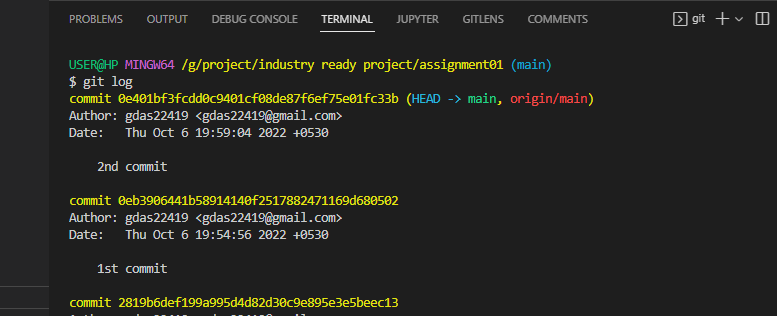 PROBLEMS OUTPUT DEBUG CONSOLE TERMINAL JUPYTER GITLENS COMMENTS git
USER@HP MINGW64 /g/project/industry ready project/assignment01 (main)
$ git log
commit 0e401bf3fcdd0c9401cf08de87f6ef75e01fc33b (HEAD -> main, origin/main)
Author: gdas22419 <gdas22419@gmail.com>
Date:   Thu Oct 6 19:59:04 2022 +0530
2nd commit
commit 0eb3906441b58914140f2517882471169d680502
Author: gdas22419 <gdas22419@gmail.com>
Date:   Thu Oct 6 19:54:56 2022 +0530
1st commit
commit 2819b6def199a995d4d82d30c9e895e3e5beec13